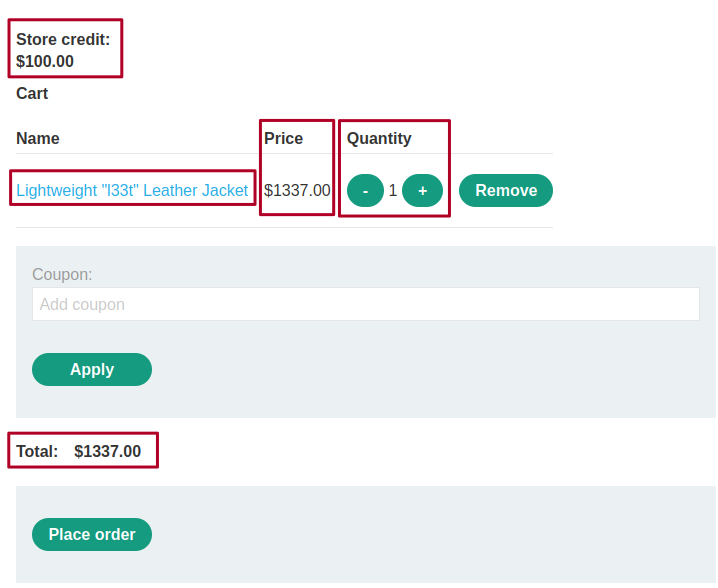 Store credit:
$100.00
Cart
Name Price Quantity
Lightweight "l33t" Leather Jacket $1337.00 - 1 + Remove
Coupon:
Add coupon
Apply
Total: $1337.00
Place order